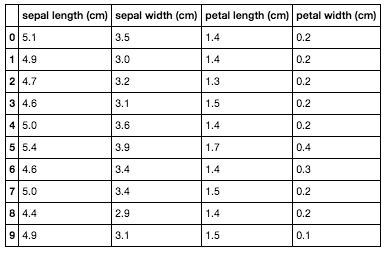 sepal length (cm) sepal width (cm) petal length (cm) petal width (cm)
0 5.1 3.5 1.4 0.2
1 4.9 3.0 1.4 0.2
2 4.7 3.2 1.3 0.2
3 4.6 3.1 1.5 0.2
4 5.0 3.6 1.4 0.2
5 5.4 3.9 1.7 0.4
6 4.6 3.4 1.4 0.3
7 5.0 3.4 1.5 0.2
8 4.4 2.9 1.4 0.2
9 4.9 3.1 1.5 0.1